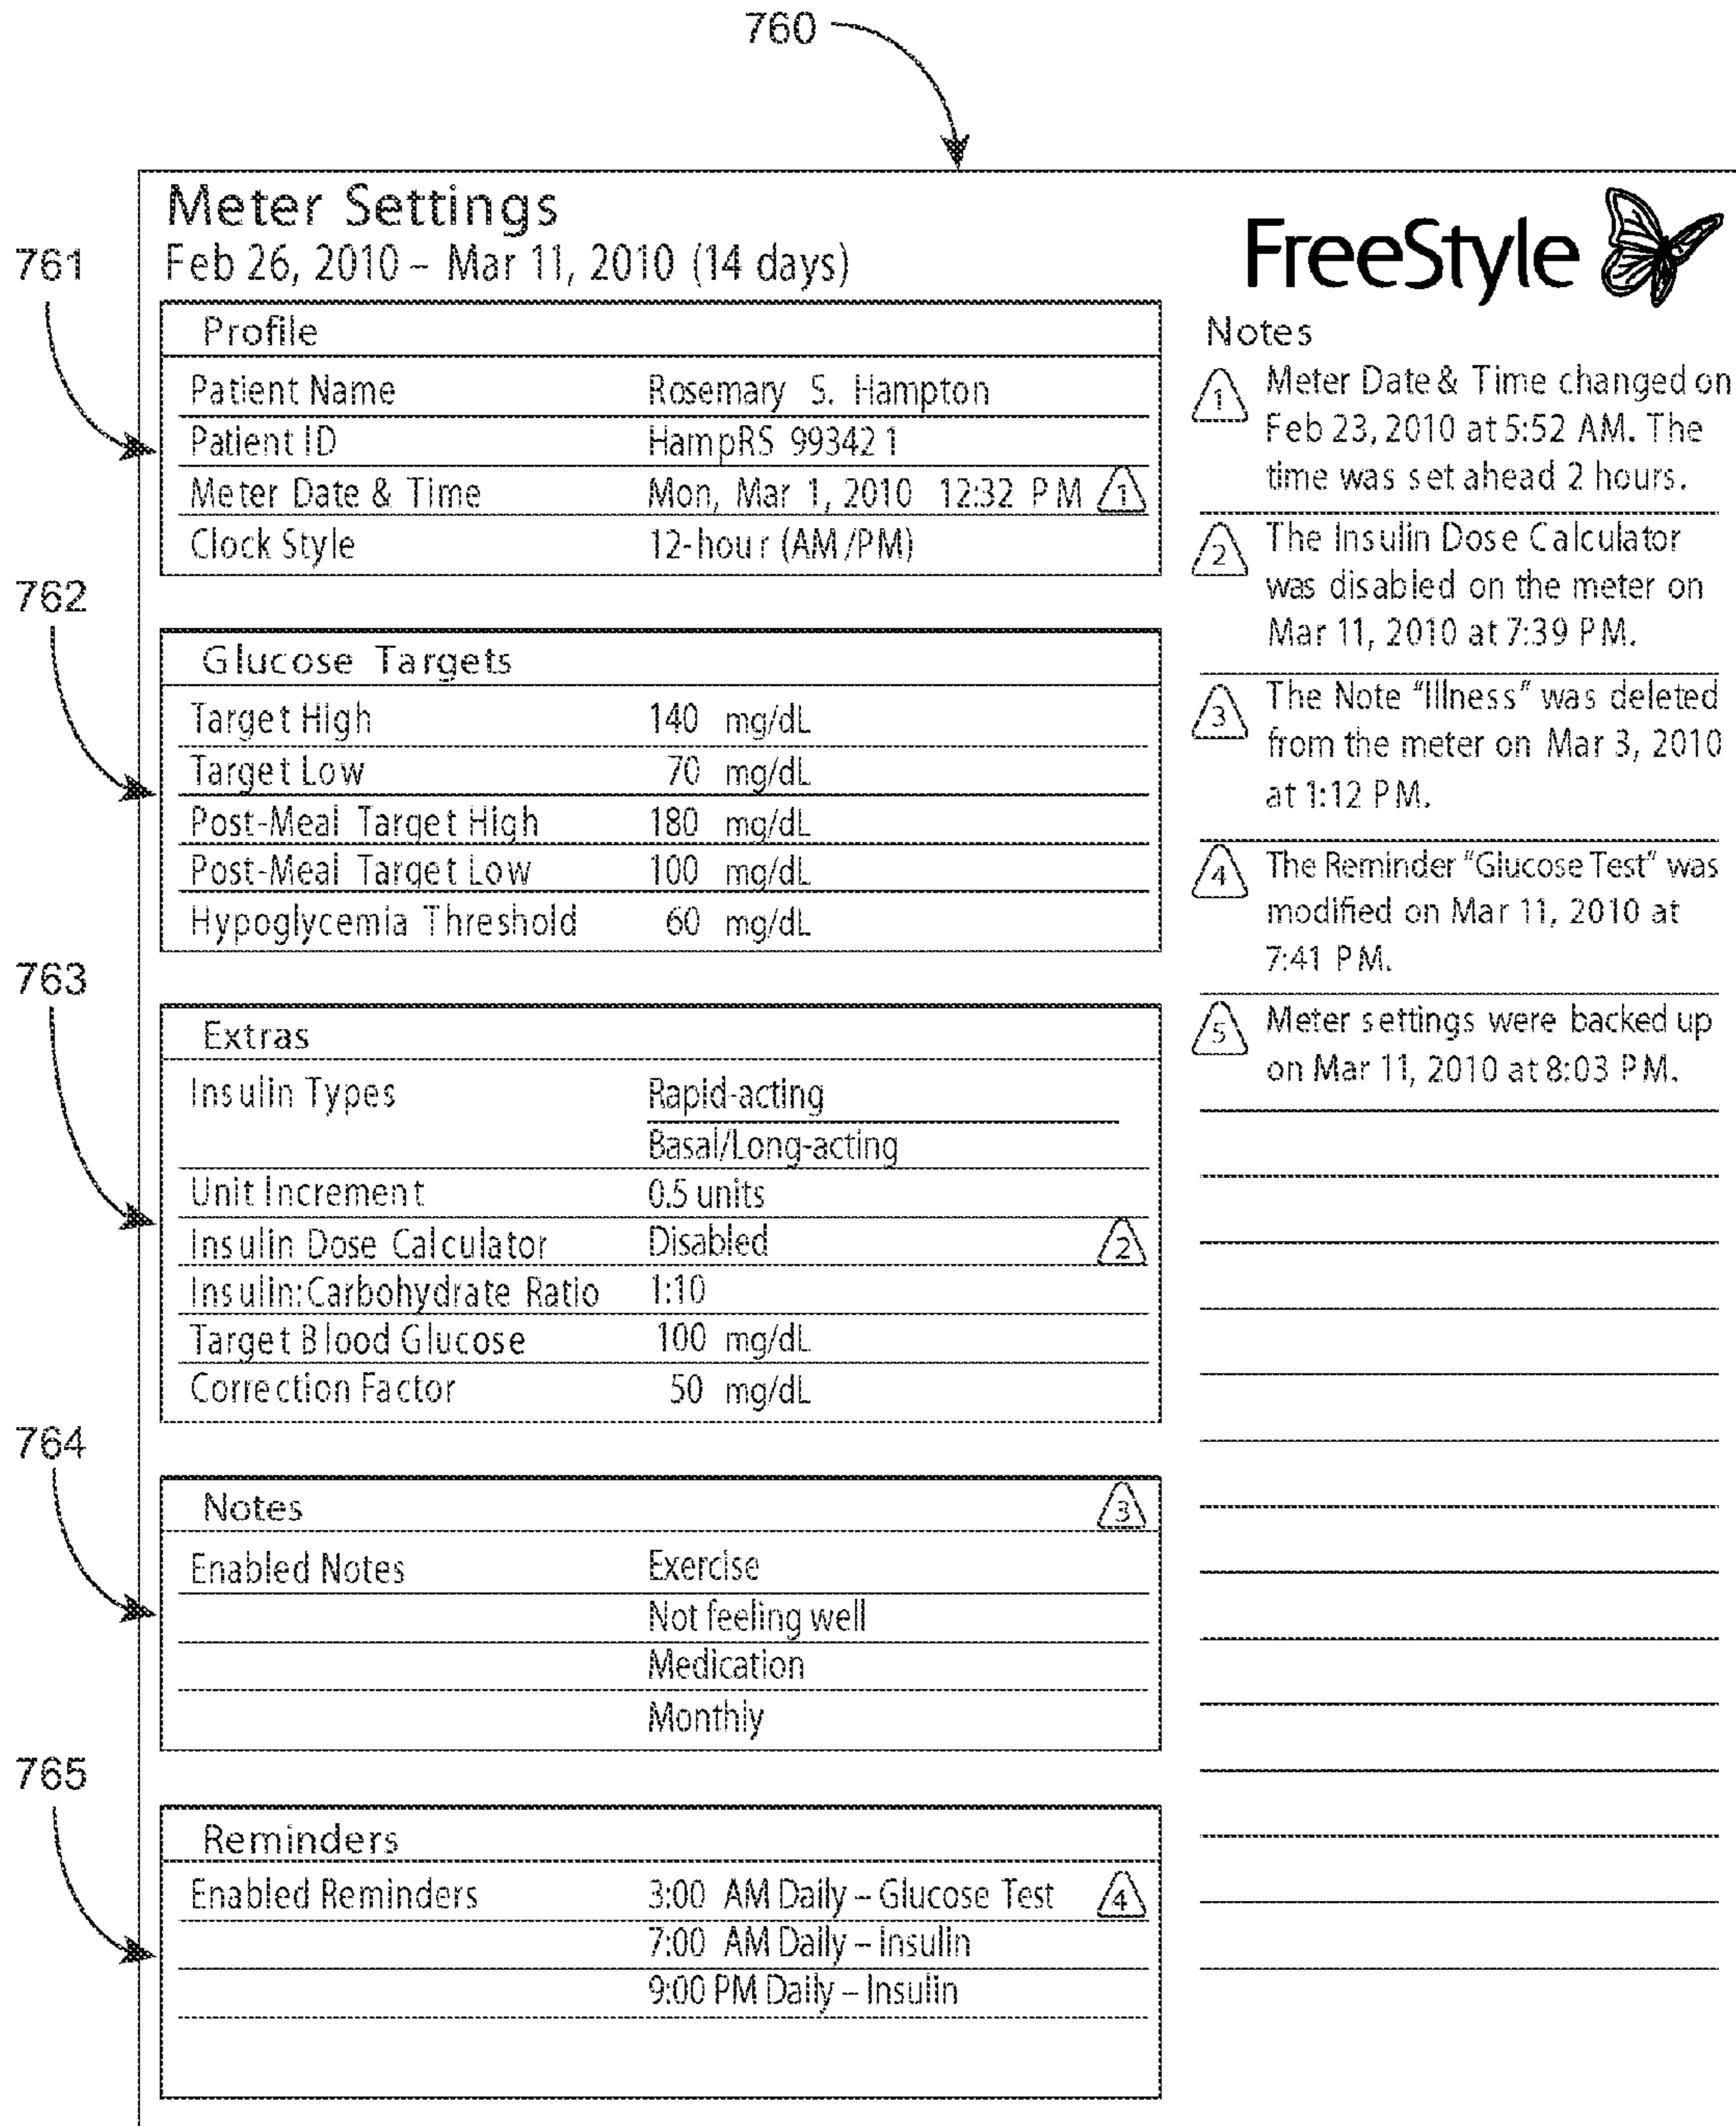 760
Meter Settings
Feb 26, 2010 – Mar 11, 2010 (14 days)
FreeStyle
761
Profile
Patient Name Rosemary S. Hampton
Patient ID HampRS 993421
Meter Date & Time Mon, Mar 1, 2010 12:32 PM 1
Clock Style 12-hour (AM/PM)
762
Glucose Targets
Target High 140 mg/dL
Target Low 70 mg/dL
Post-Meal Target High 180 mg/dL
Post-Meal Target Low 100 mg/dL
Hypoglycemia Threshold 60 mg/dL
763
Extras
Insulin Types Rapid-acting
Basal/Long-acting
Unit Increment 0.5 units
Insulin Dose Calculator Disabled 2
Insulin:Carbohydrate Ratio 1:10
Target Blood Glucose 100 mg/dL
Correction Factor 50 mg/dL
764
Notes 3
Enabled Notes Exercise
Not feeling well
Medication
Monthly
765
Reminders
Enabled Reminders 3:00 AM Daily – Glucose Test 4
7:00 AM Daily – Insulin
9:00 PM Daily – Insulin
Notes
1 Meter Date & Time changed on
Feb 23, 2010 at 5:52 AM. The
time was set ahead 2 hours.
2 The Insulin Dose Calculator
was disabled on the meter on
Mar 11, 2010 at 7:39 PM.
3 The Note "Illness" was deleted
from the meter on Mar 3, 2010
at 1:12 PM.
4 The Reminder "Glucose Test" was
modified on Mar 11, 2010 at
7:41 PM.
5 Meter settings were backed up
on Mar 11, 2010 at 8:03 PM.